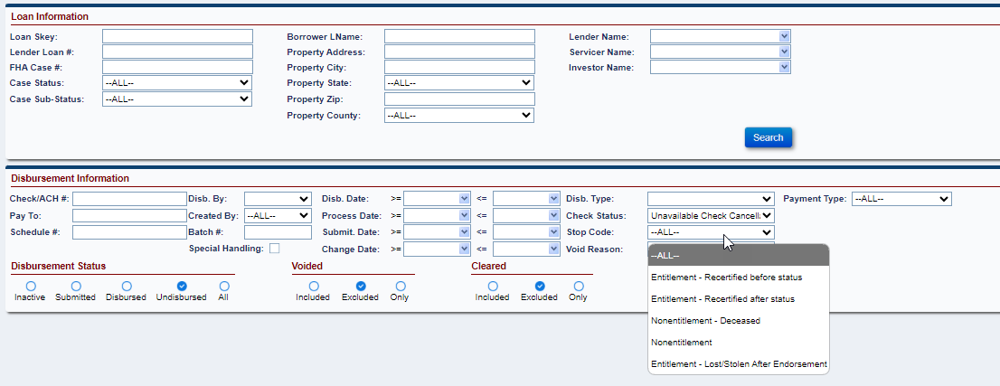 Loan Information
Loan Skey: Borrower LName: Lender Name:
Lender Loan #: Property Address: Servicer Name:
FHA Case #: Property City: Investor Name:
Case Status: --ALL-- Property State: --ALL--
Case Sub-Status: --ALL-- Property Zip:
Property County: --ALL--
Search
Disbursement Information
Check/ACH #: Disb. By: Disb. Date: >= <= Disb. Type: Payment Type: --ALL--
Pay To: Created By: --ALL-- Process Date: >= <= Check Status: Unavailable Check Cancell
Schedule #: Batch #: Submit. Date: >= <= Stop Code: --ALL--
Special Handling: Change Date: >= <= Void Reason:
--ALL--
Entitlement - Recertified before status
Entitlement - Recertified after status
Nonentitlement - Deceased
Nonentitlement
Entitlement - Lost/Stolen After Endorsement
Disbursement Status Voided Cleared
Inactive Submitted Disbursed Undisbursed All Included Excluded Only Included Excluded Only